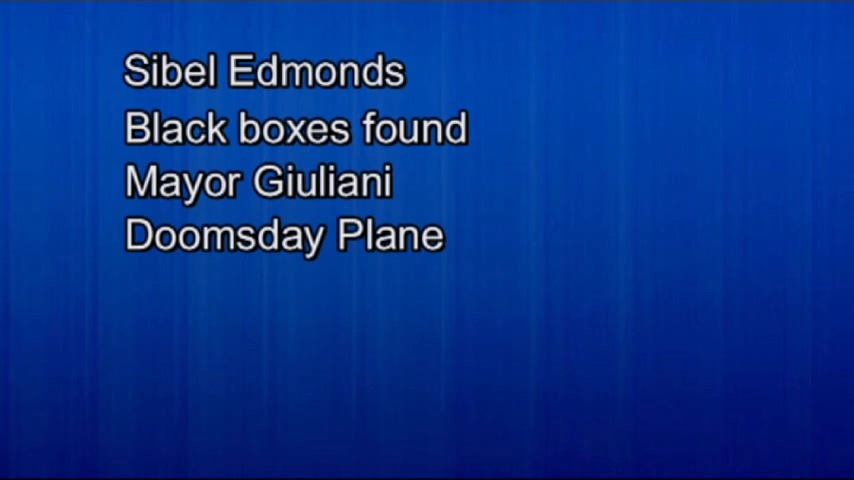 Sibel Edmonds
Black boxes found
Mayor Giuliani
Doomsday Plane